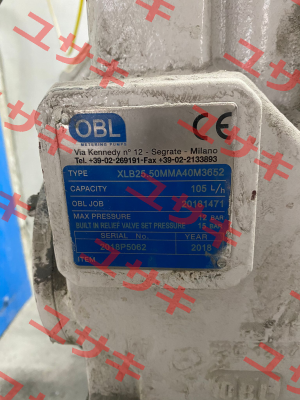 OBL
METERING PUMPS
CE
Via Kennedy n° 12 - Segrate - Milano
Tel. +39-02-269191-Fax +39-02-2133893
TYPE XLB25.50MMA40M3652
CAPACITY 105 L/h
OBL JOB 20181471
MAX PRESSURE 12 BAR
BUILT IN RELIEF VALVE SET PRESSURE 15 BAR
SERIAL No. YEAR
2018P5062 2018
ITEM
ユサキ
ユサキ
ユサキ
ユサキ
ユサキ
ユサキ